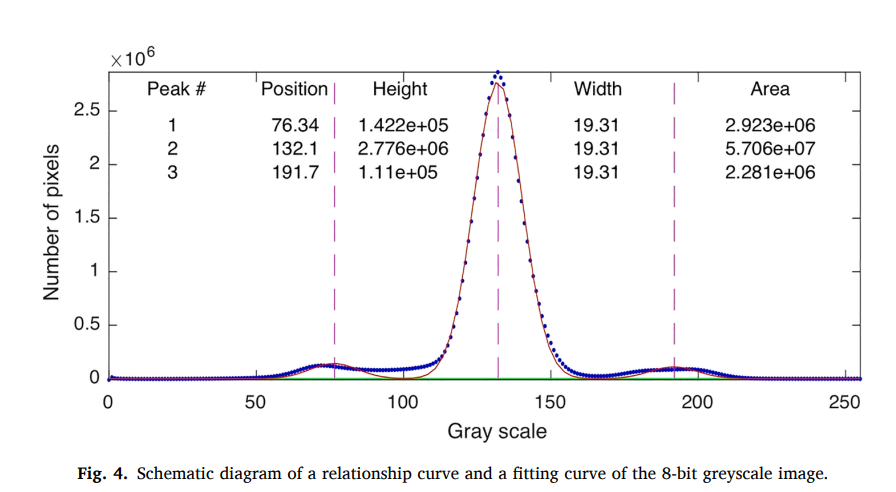 ×10⁶
Peak # Position Height Width Area
1 76.34 1.422e+05 19.31 2.923e+06
2 132.1 2.776e+06 19.31 5.706e+07
3 191.7 1.11e+05 19.31 2.281e+06
2.5
2
1.5
1
0.5
0
Number of pixels
0 50 100 150 200 250
Gray scale
Fig. 4. Schematic diagram of a relationship curve and a fitting curve of the 8-bit greyscale image.